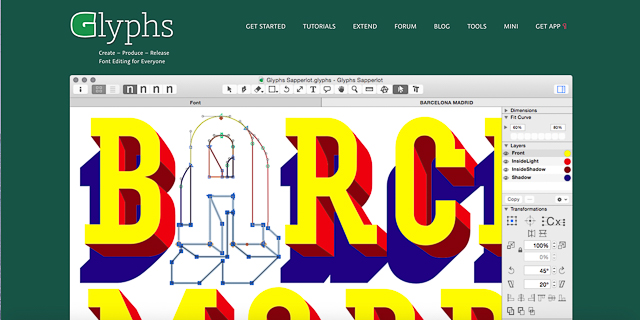 Glyphs
GET STARTED TUTORIALS EXTEND FORUM BLOG TOOLS MINI GET APP
Create – Produce – Release
Font Editing for Everyone
Glyphs Sapperlot.glyphs - Glyphs Sapperlot
n n n n
Font BARCELONA MADRID
Dimensions
Fit Curve
60% 80%
Layers
Front
InsideLight
InsideShadow
Shadow
Copy
Transformations
100%
0%
45°
20°
BARCE